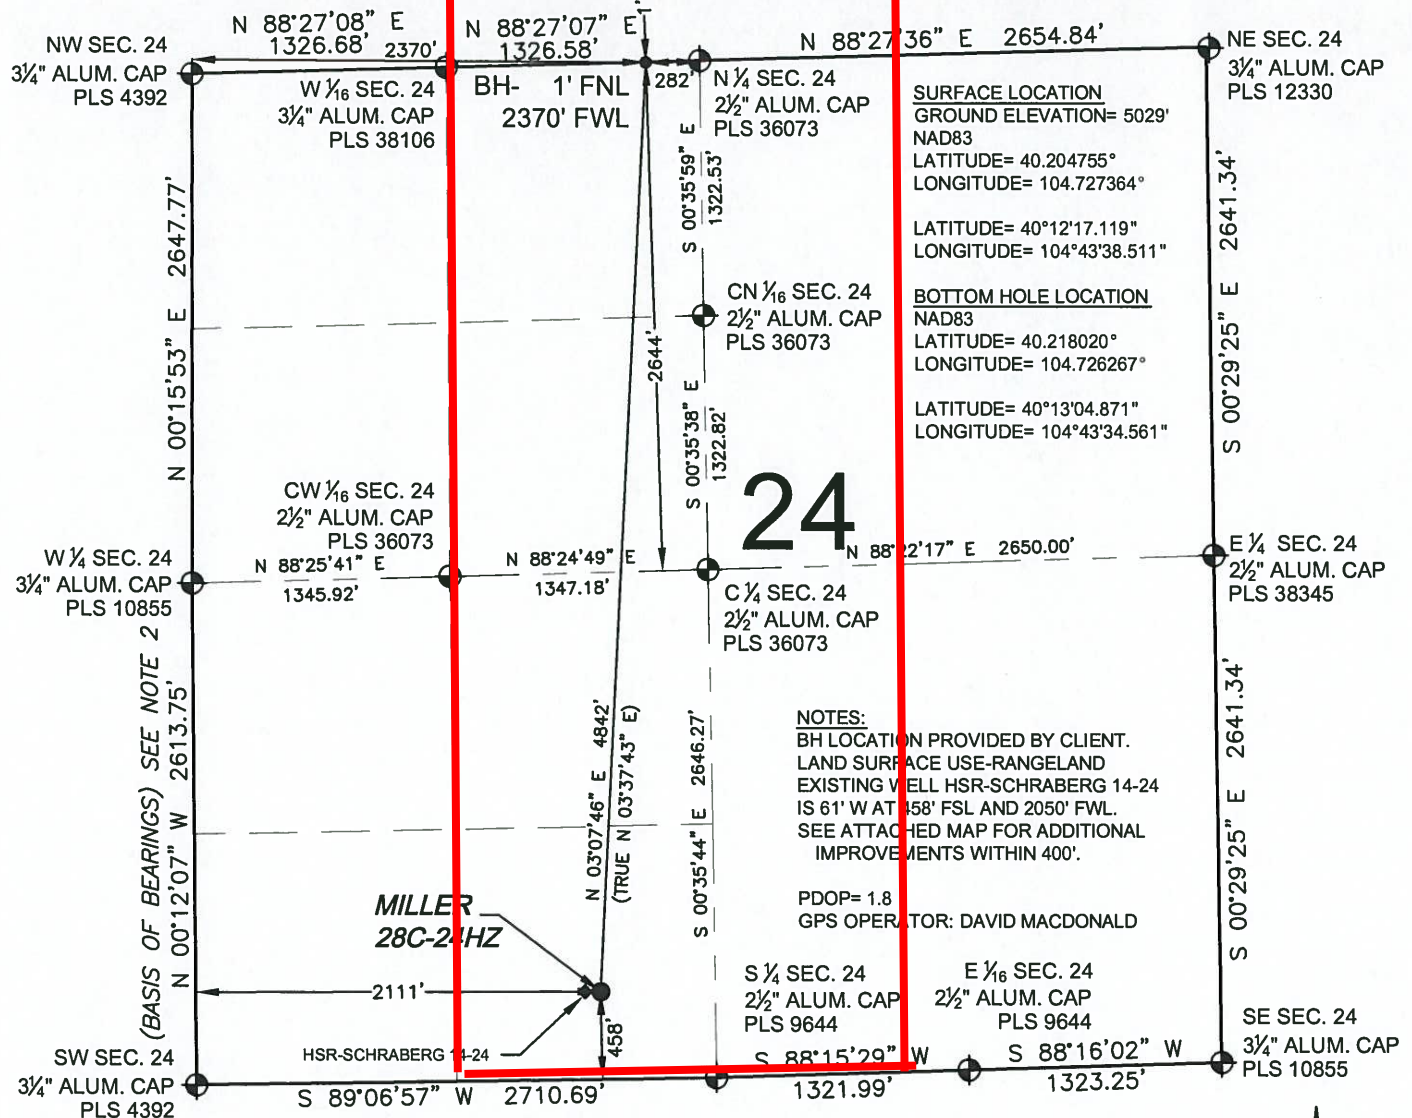 N 88°27'08" E
1326.68'
2370'
N 88°27'07" E
1326.58'
1'
N 88°27'36" E 2654.84'
NW SEC. 24
3¼" ALUM. CAP
PLS 4392
W 1/16 SEC. 24
3¼" ALUM. CAP
PLS 38106
BH- 1' FNL
2370' FWL
282'
N ¼ SEC. 24
2½" ALUM. CAP
PLS 36073
NE SEC. 24
3¼" ALUM. CAP
PLS 12330
SURFACE LOCATION
GROUND ELEVATION= 5029'
NAD83
LATITUDE= 40.204755°
LONGITUDE= 104.727364°
LATITUDE= 40°12'17.119"
LONGITUDE= 104°43'38.511"
BOTTOM HOLE LOCATION
NAD83
LATITUDE= 40.218020°
LONGITUDE= 104.726267°
LATITUDE= 40°13'04.871"
LONGITUDE= 104°43'34.561"
N 00°15'53" E 2647.77'
S 00°35'59" E
1322.53'
S 00°29'25" E 2641.34'
CN 1/16 SEC. 24
2½" ALUM. CAP
PLS 36073
2644'
S 00°35'38" E
1322.82'
24
CW 1/16 SEC. 24
2½" ALUM. CAP
PLS 36073
W ¼ SEC. 24
3¼" ALUM. CAP
PLS 10855
N 88°25'41" E
1345.92'
N 88°24'49" E
1347.18'
N 88°22'17" E 2650.00'
C ¼ SEC. 24
2½" ALUM. CAP
PLS 36073
E ¼ SEC. 24
2½" ALUM. CAP
PLS 38345
(BASIS OF BEARINGS) SEE NOTE 2
N 00°12'07" W 2613.75'
N 03°07'46" E 4842'
(TRUE N 03°37'43" E)
S 00°35'44" E 2646.27'
S 00°29'25" E 2641.34'
NOTES:
BH LOCATION PROVIDED BY CLIENT.
LAND SURFACE USE-RANGELAND
EXISTING WELL HSR-SCHRABERG 14-24
IS 61' W AT 458' FSL AND 2050' FWL.
SEE ATTACHED MAP FOR ADDITIONAL
IMPROVEMENTS WITHIN 400'.
PDOP= 1.8
GPS OPERATOR: DAVID MACDONALD
MILLER
28C-24HZ
2111'
458'
HSR-SCHRABERG 14-24
S ¼ SEC. 24
2½" ALUM. CAP
PLS 9644
E 1/16 SEC. 24
2½" ALUM. CAP
PLS 9644
SW SEC. 24
3¼" ALUM. CAP
PLS 4392
S 89°06'57" W 2710.69'
S 88°15'29" W
1321.99'
S 88°16'02" W
1323.25'
SE SEC. 24
3¼" ALUM. CAP
PLS 10855